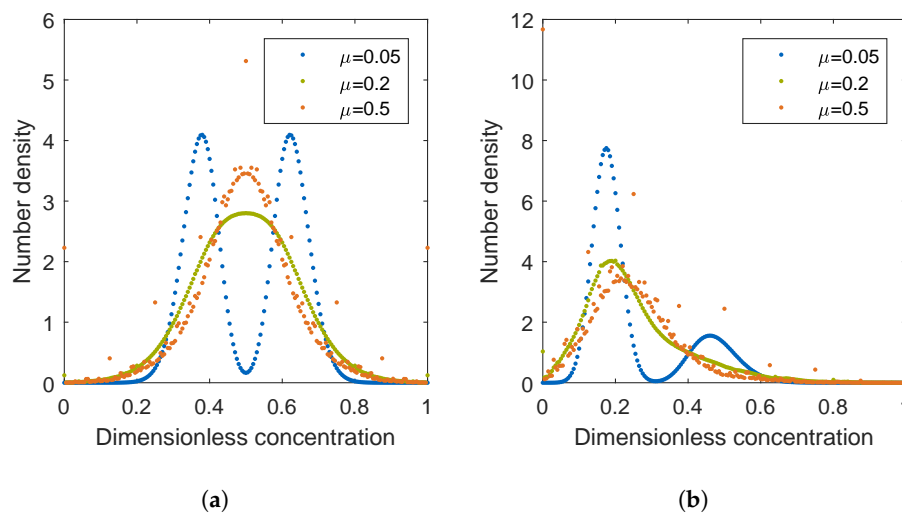 6
5
4
3
2
1
0
Number density
μ=0.05
μ=0.2
μ=0.5
0 0.2 0.4 0.6 0.8 1
Dimensionless concentration
(a)
12
10
8
6
4
2
0
Number density
μ=0.05
μ=0.2
μ=0.5
0 0.2 0.4 0.6 0.8
Dimensionless concentration
(b)